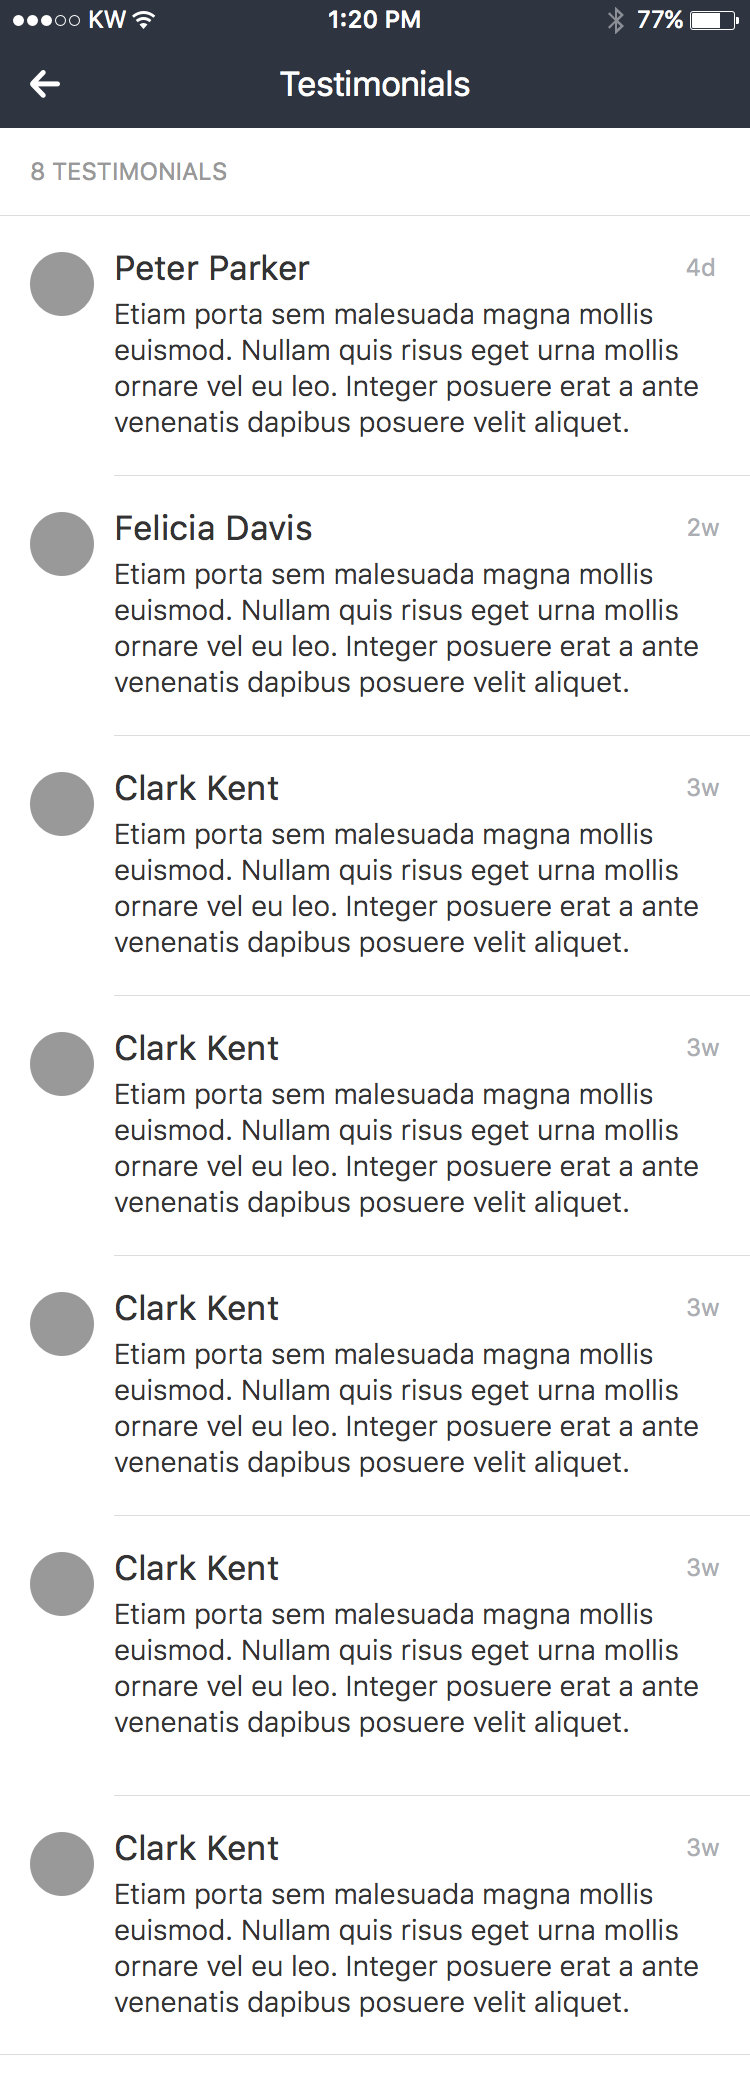 KW 1:20 PM 77%
Testimonials
8 TESTIMONIALS
Peter Parker 4d
Etiam porta sem malesuada magna mollis
euismod. Nullam quis risus eget urna mollis
ornare vel eu leo. Integer posuere erat a ante
venenatis dapibus posuere velit aliquet.
Felicia Davis 2w
Etiam porta sem malesuada magna mollis
euismod. Nullam quis risus eget urna mollis
ornare vel eu leo. Integer posuere erat a ante
venenatis dapibus posuere velit aliquet.
Clark Kent 3w
Etiam porta sem malesuada magna mollis
euismod. Nullam quis risus eget urna mollis
ornare vel eu leo. Integer posuere erat a ante
venenatis dapibus posuere velit aliquet.
Clark Kent 3w
Etiam porta sem malesuada magna mollis
euismod. Nullam quis risus eget urna mollis
ornare vel eu leo. Integer posuere erat a ante
venenatis dapibus posuere velit aliquet.
Clark Kent 3w
Etiam porta sem malesuada magna mollis
euismod. Nullam quis risus eget urna mollis
ornare vel eu leo. Integer posuere erat a ante
venenatis dapibus posuere velit aliquet.
Clark Kent 3w
Etiam porta sem malesuada magna mollis
euismod. Nullam quis risus eget urna mollis
ornare vel eu leo. Integer posuere erat a ante
venenatis dapibus posuere velit aliquet.
Clark Kent 3w
Etiam porta sem malesuada magna mollis
euismod. Nullam quis risus eget urna mollis
ornare vel eu leo. Integer posuere erat a ante
venenatis dapibus posuere velit aliquet.